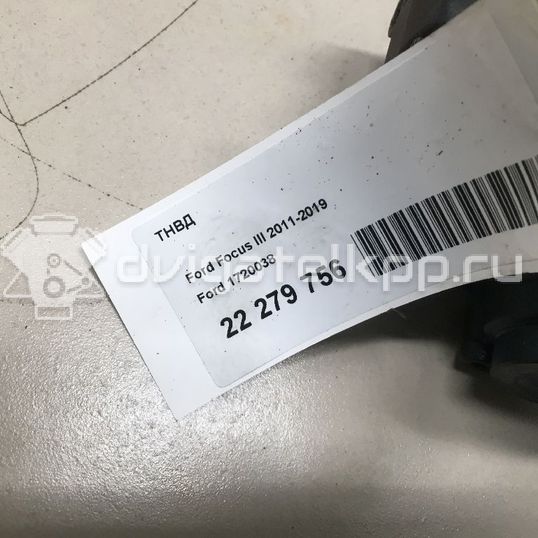 ТНВД
Ford Focus III 2011-2019
Ford 1720038
22 279 756
dvigatelkpp.ru